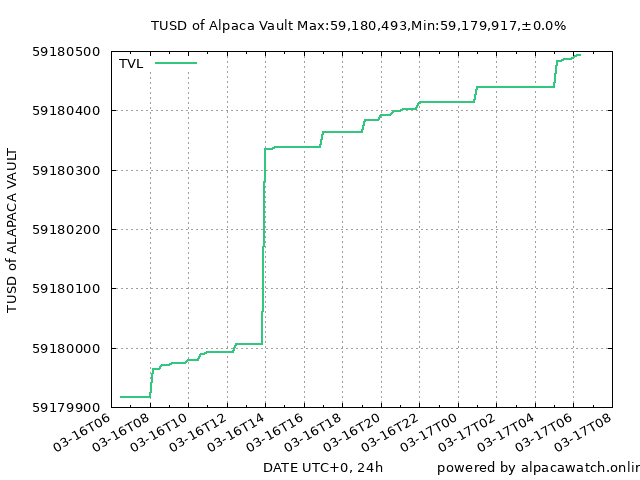 TUSD of Alpaca Vault Max:59,180,493,Min:59,179,917,±0.0%
TVL
59180500
59180400
59180300
59180200
59180100
59180000
59179900
TUSD of ALAPACA VAULT
03-16T06
03-16T08
03-16T10
03-16T12
03-16T14
03-16T16
03-16T18
03-16T20
03-16T22
03-17T00
03-17T02
03-17T04
03-17T06
03-17T08
DATE UTC+0, 24h
powered by alpacawatch.onlin